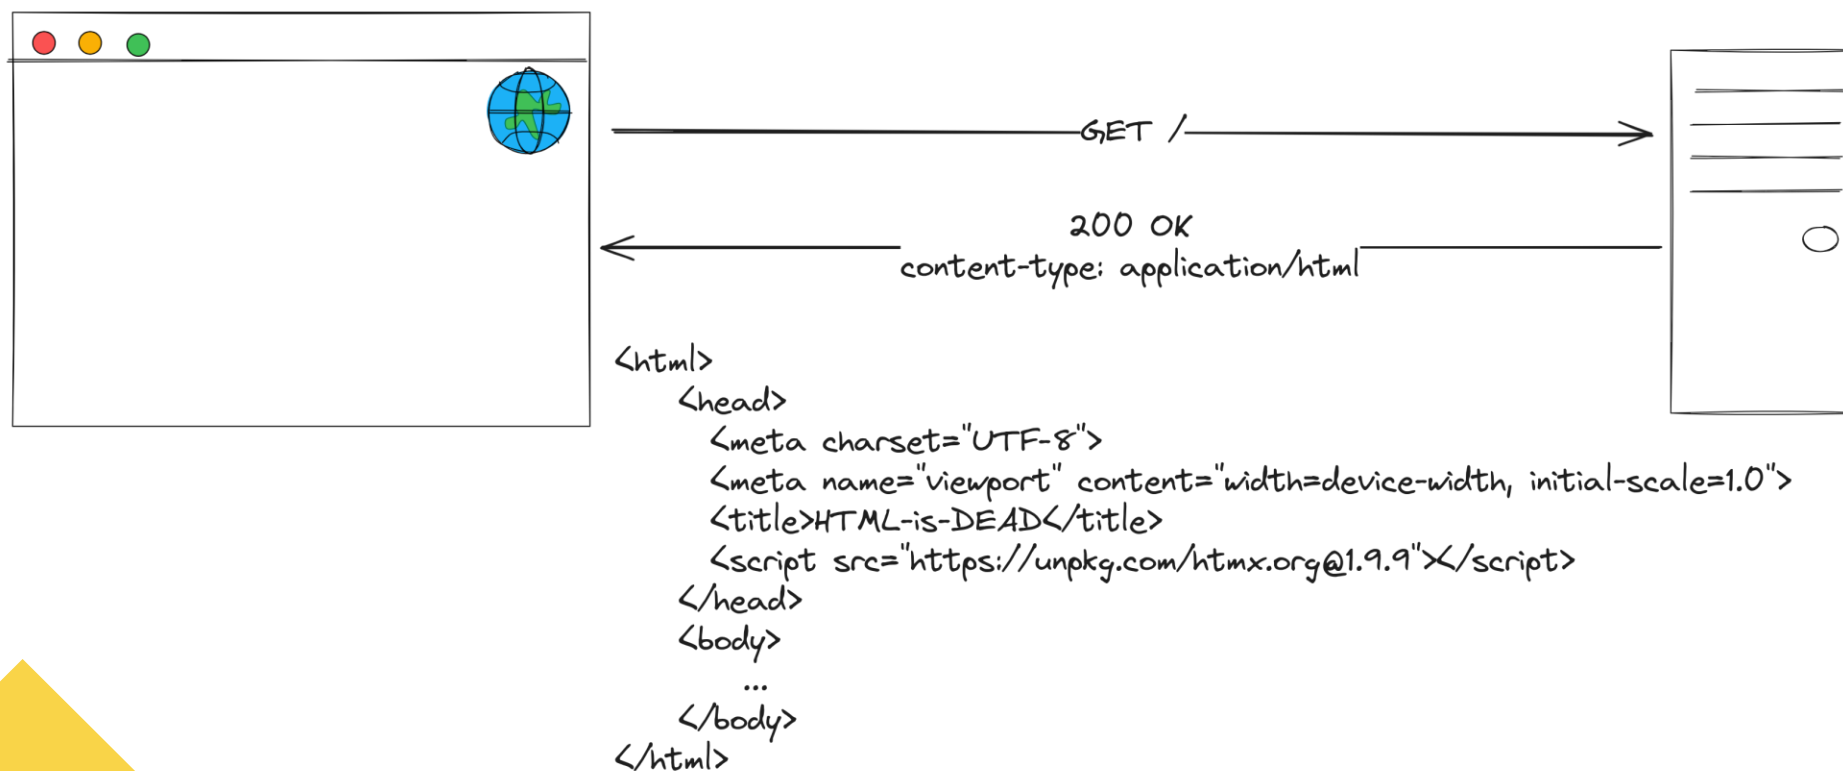 GET /
200 OK
content-type: application/html
<html>
<head>
<meta charset="UTF-8">
<meta name="viewport" content="width=device-width, initial-scale=1.0">
<title>HTML-is-DEAD</title>
<script src="https://unpkg.com/htmx.org@1.9.9"></script>
</head>
<body>
...
</body>
</html>